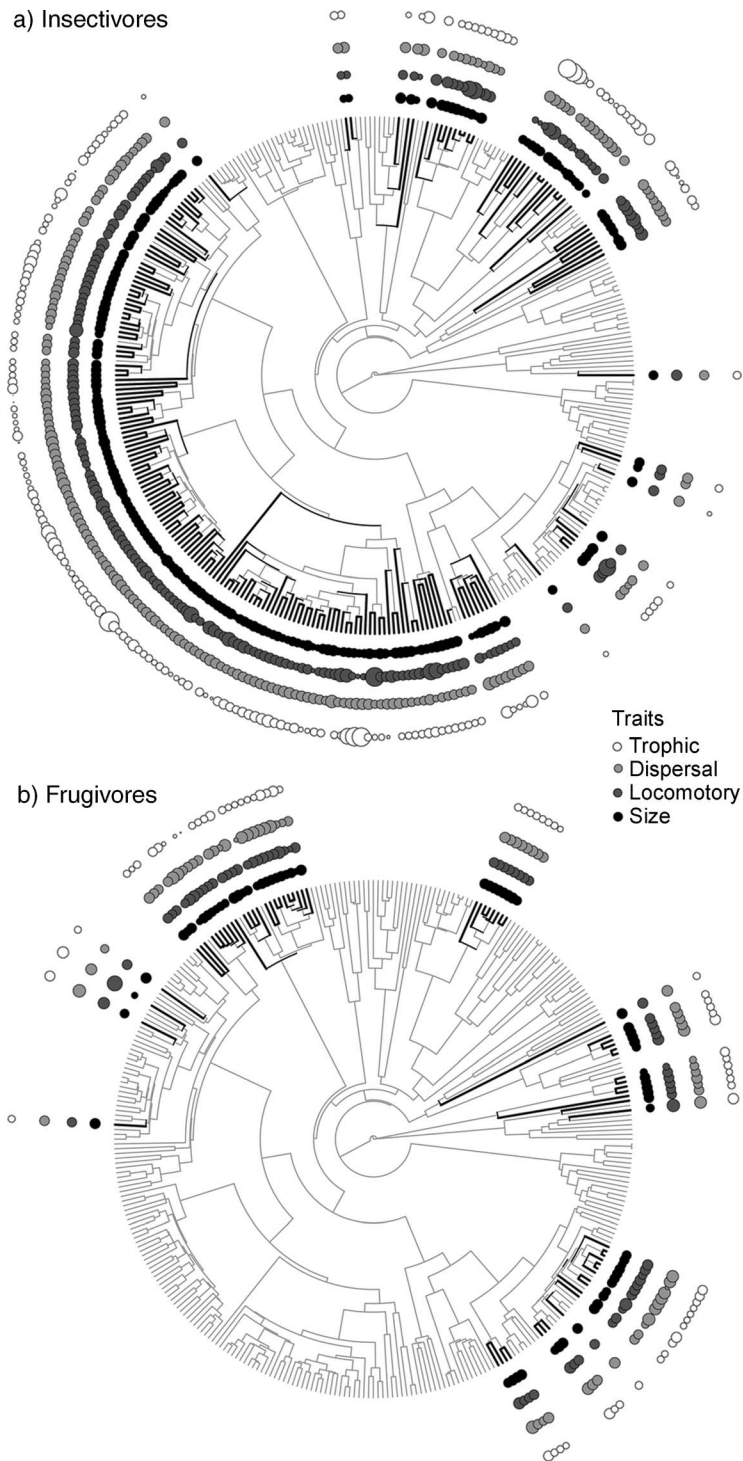 a) Insectivores
Traits
Trophic
Dispersal
Locomotory
Size
b) Frugivores